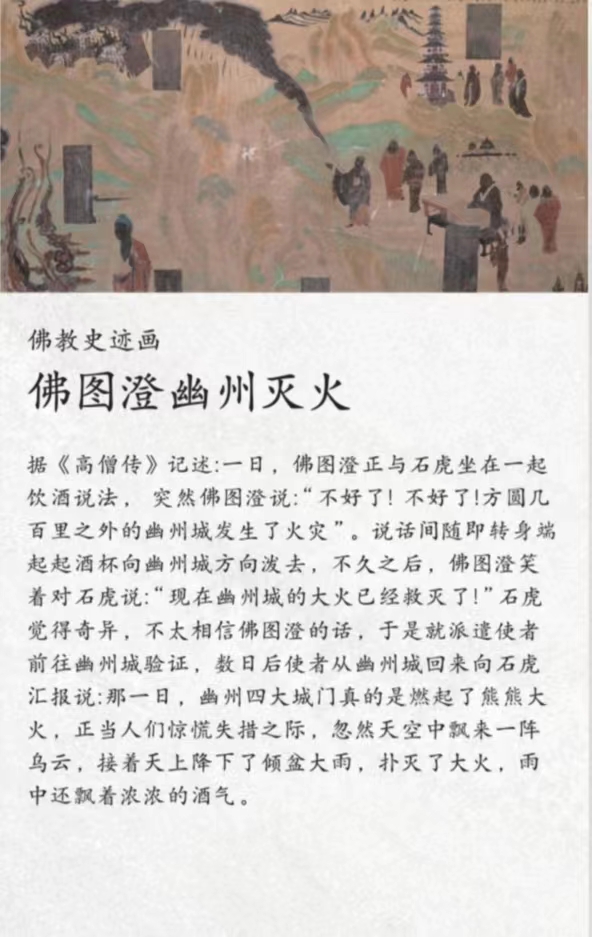 佛教史迹画
佛图澄幽州灭火
据《高僧传》记述:一日，佛图澄正与石虎坐在一起
饮酒说法， 突然佛图澄说:“不好了! 不好了!方圆几
百里之外的幽州城发生了火灾”。说话间随即转身端
起起酒杯向幽州城方向泼去，不久之后，佛图澄笑
着对石虎说:“现在幽州城的大火已经救灭了!”石虎
觉得奇异，不太相信佛图澄的话，于是就派遣使者
前往幽州城验证，数日后使者从幽州城回来向石虎
汇报说:那一日，幽州四大城门真的是燃起了熊熊大
火，正当人们惊慌失措之际，忽然天空中飘来一阵
乌云，接着天上降下了倾盆大雨，扑灭了大火，雨
中还飘着浓浓的酒气。